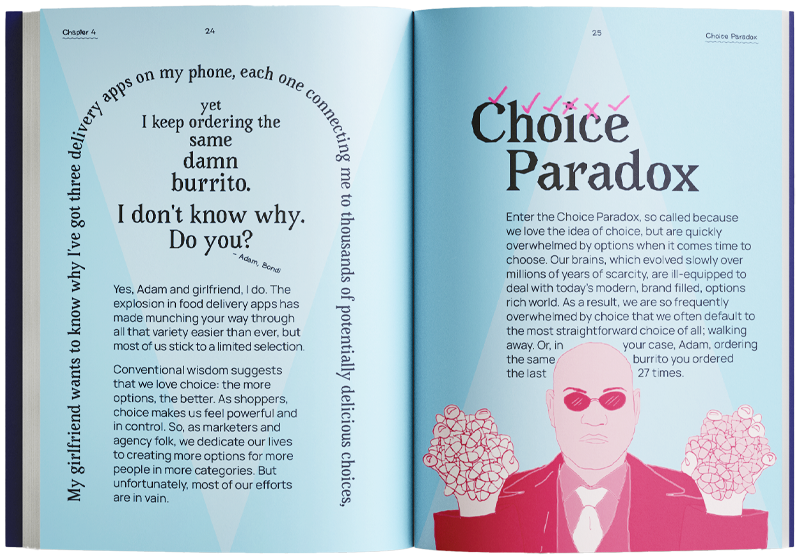 Chapter 4
24
My girlfriend wants to know why I've got three delivery apps on my phone, each one connecting me to thousands of potentially delicious choices,
yet
I keep ordering the
same
damn
burrito.
I don't know why.
Do you?
~ Adam, Bondi
Yes, Adam and girlfriend, I do. The
explosion in food delivery apps has
made munching your way through
all that variety easier than ever, but
most of us stick to a limited selection.
Conventional wisdom suggests
that we love choice: the more
options, the better. As shoppers,
choice makes us feel powerful and
in control. So, as marketers and
agency folk, we dedicate our lives
to creating more options for more
people in more categories. But
unfortunately, most of our efforts
are in vain.
25
Choice Paradox
Choice
Paradox
Enter the Choice Paradox, so called because
we love the idea of choice, but are quickly
overwhelmed by options when it comes time to
choose. Our brains, which evolved slowly over
millions of years of scarcity, are ill-equipped to
deal with today's modern, brand filled, options
rich world. As a result, we are so frequently
overwhelmed by choice that we often default to
the most straightforward choice of all; walking
away. Or, in your case, Adam, ordering
the same burrito you ordered
the last 27 times.